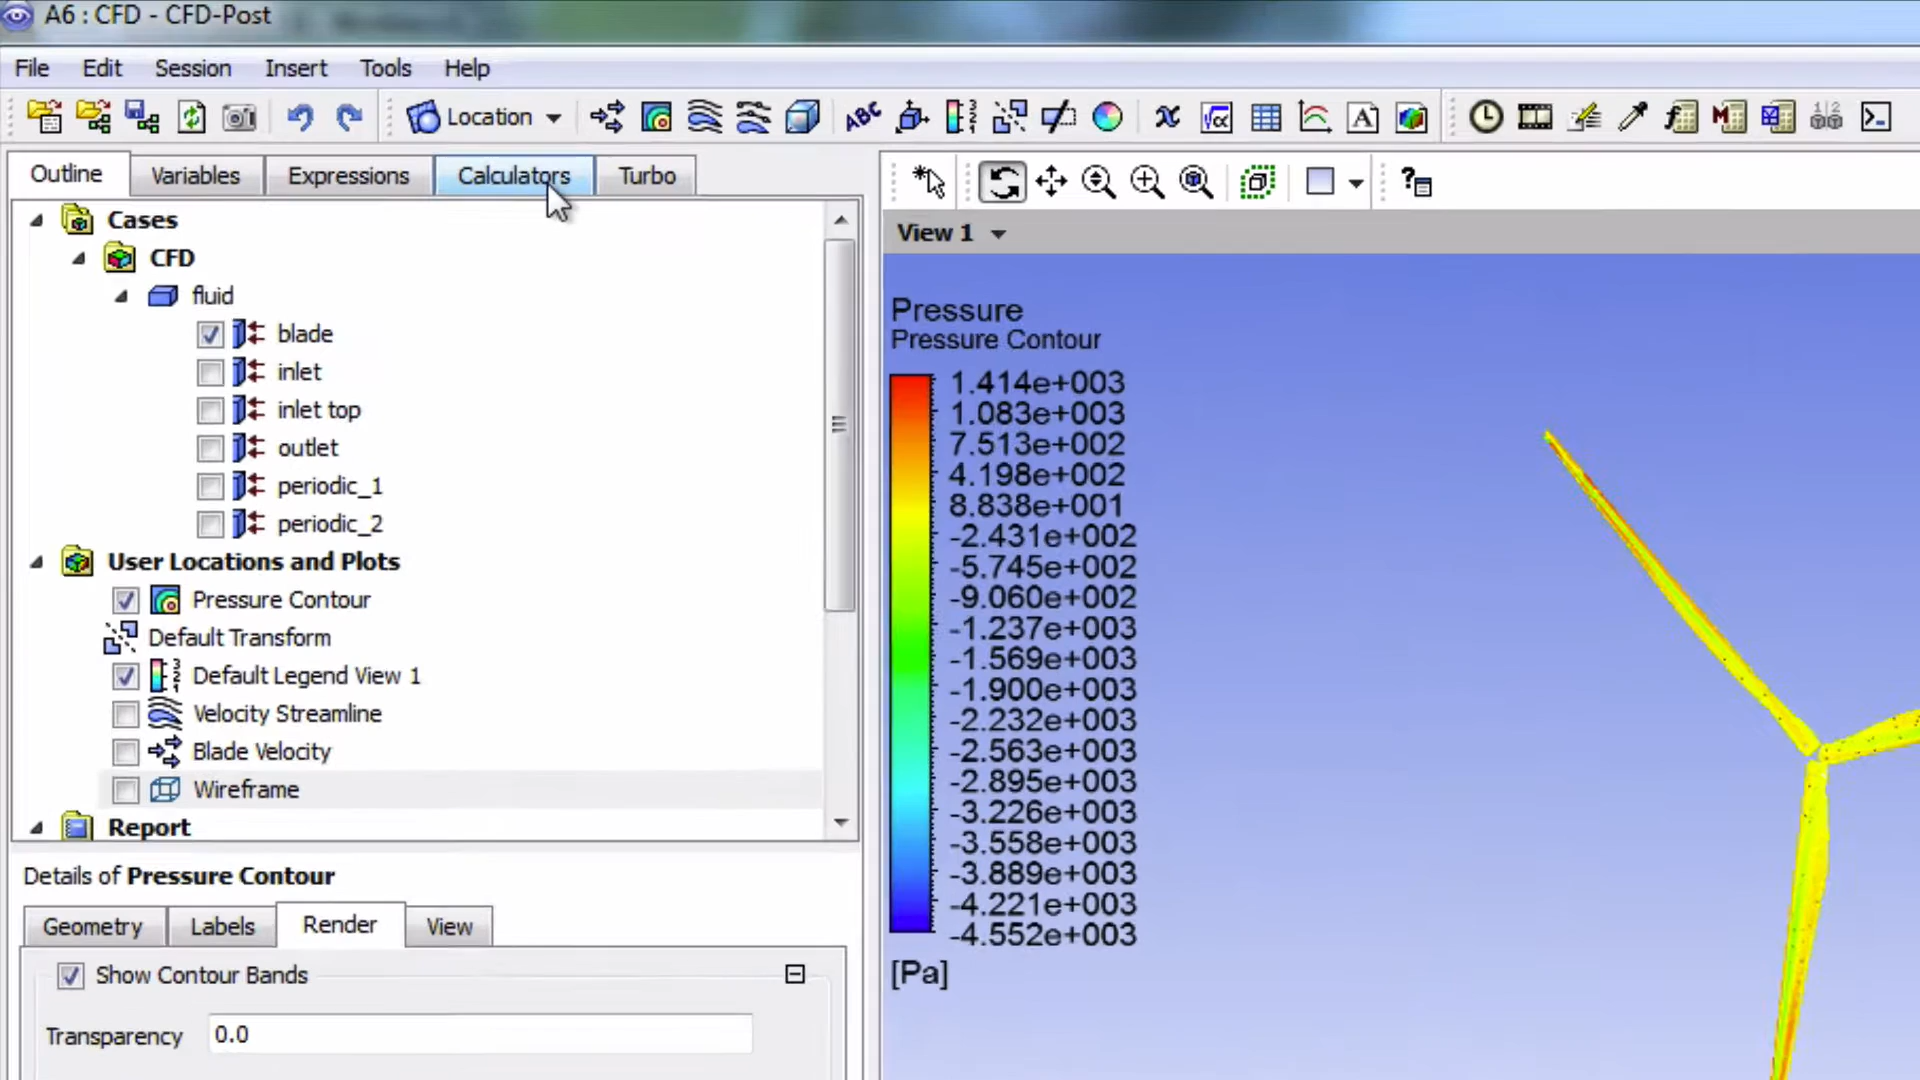 A6 : CFD - CFD-Post
File Edit Session Insert Tools Help
Location
Outline Variables Expressions Calculators Turbo
Cases
CFD
fluid
blade
inlet
inlet top
outlet
periodic_1
periodic_2
User Locations and Plots
Pressure Contour
Default Transform
Default Legend View 1
Velocity Streamline
Blade Velocity
Wireframe
Report
Details of Pressure Contour
Geometry Labels Render View
Show Contour Bands
Transparency 0.0
View 1
Pressure
Pressure Contour
1.414e+003
1.083e+003
7.513e+002
4.198e+002
8.838e+001
-2.431e+002
-5.745e+002
-9.060e+002
-1.237e+003
-1.569e+003
-1.900e+003
-2.232e+003
-2.563e+003
-2.895e+003
-3.226e+003
-3.558e+003
-3.889e+003
-4.221e+003
-4.552e+003
[Pa]